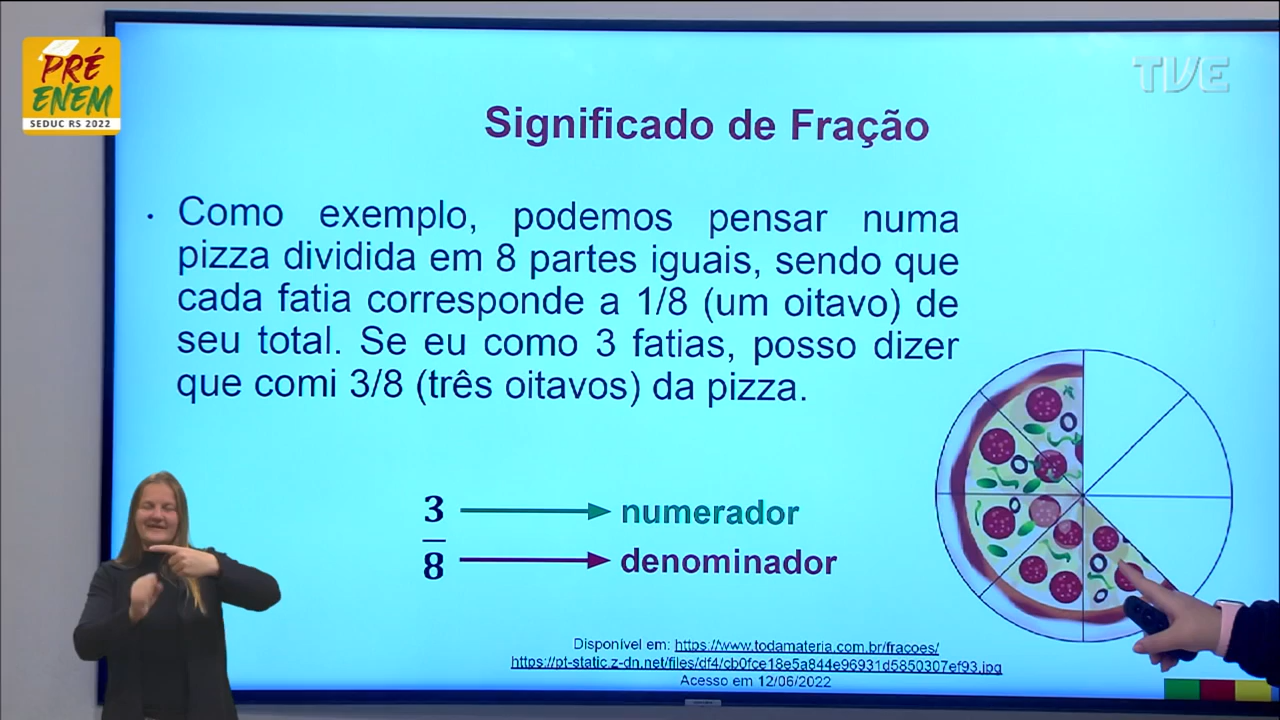 PRÉ
ENEM
SEDUC RS 2022
TVE
Significado de Fração
• Como exemplo, podemos pensar numa
pizza dividida em 8 partes iguais, sendo que
cada fatia corresponde a 1/8 (um oitavo) de
seu total. Se eu como 3 fatias, posso dizer
que comi 3/8 (três oitavos) da pizza.
3 numerador
8 denominador
Disponível em: https://www.todamateria.com.br/fracoes/
https://pt-static.z-dn.net/files/df4/cb0fce18e5a844e96931d5850307ef93.jpg
Acesso em 12/06/2022